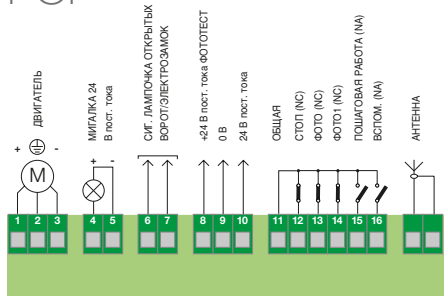 + ДВИГАТЕЛЬ -
M
МИГАЛКА 24
В пост. тока
+ -
СИГ. ЛАМПОЧКА ОТКРЫТЫХ
ВОРОТ/ЭЛЕКТРОЗАМОК
+24 В пост. тока ФОТОТЕСТ
0 В
24 В пост. тока
ОБЩАЯ
СТОП (NC)
ФОТО (NC)
ФОТО1 (NC)
ПОШАГОВАЯ РАБОТА (NA)
ВСПОМ. (NA)
АНТЕННА
1 2 3 4 5 6 7 8 9 10 11 12 13 14 15 16